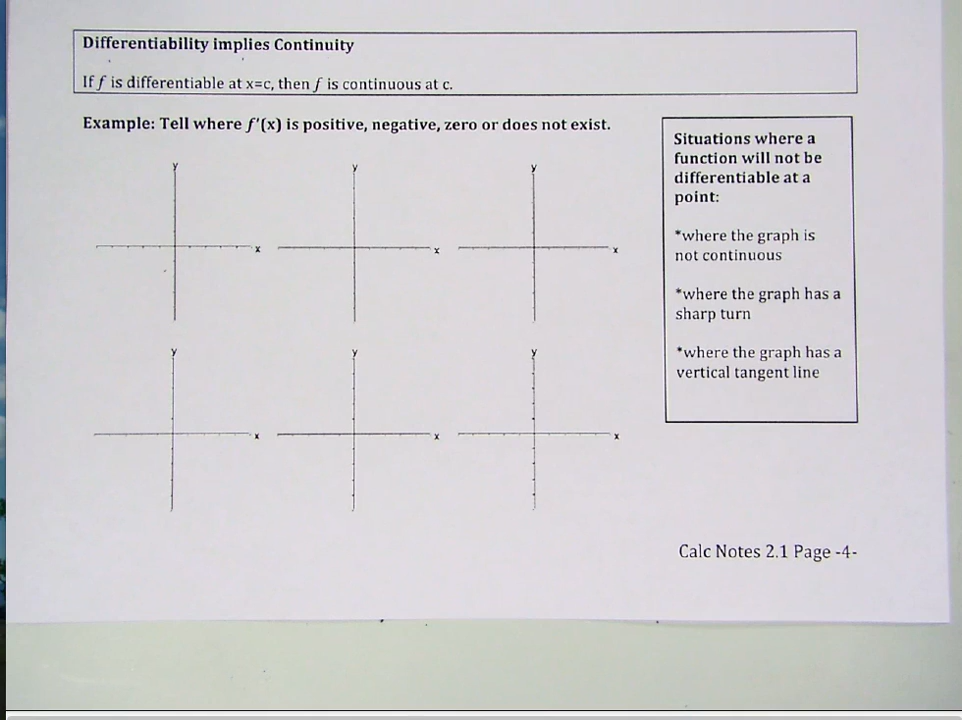 Differentiability implies Continuity
If f is differentiable at x=c, then f is continuous at c.
Example: Tell where f'(x) is positive, negative, zero or does not exist.
Situations where a
function will not be
differentiable at a
point:
*where the graph is
not continuous
*where the graph has a
sharp turn
*where the graph has a
vertical tangent line
y y y
x x x
y y y
x x x
Calc Notes 2.1 Page -4-